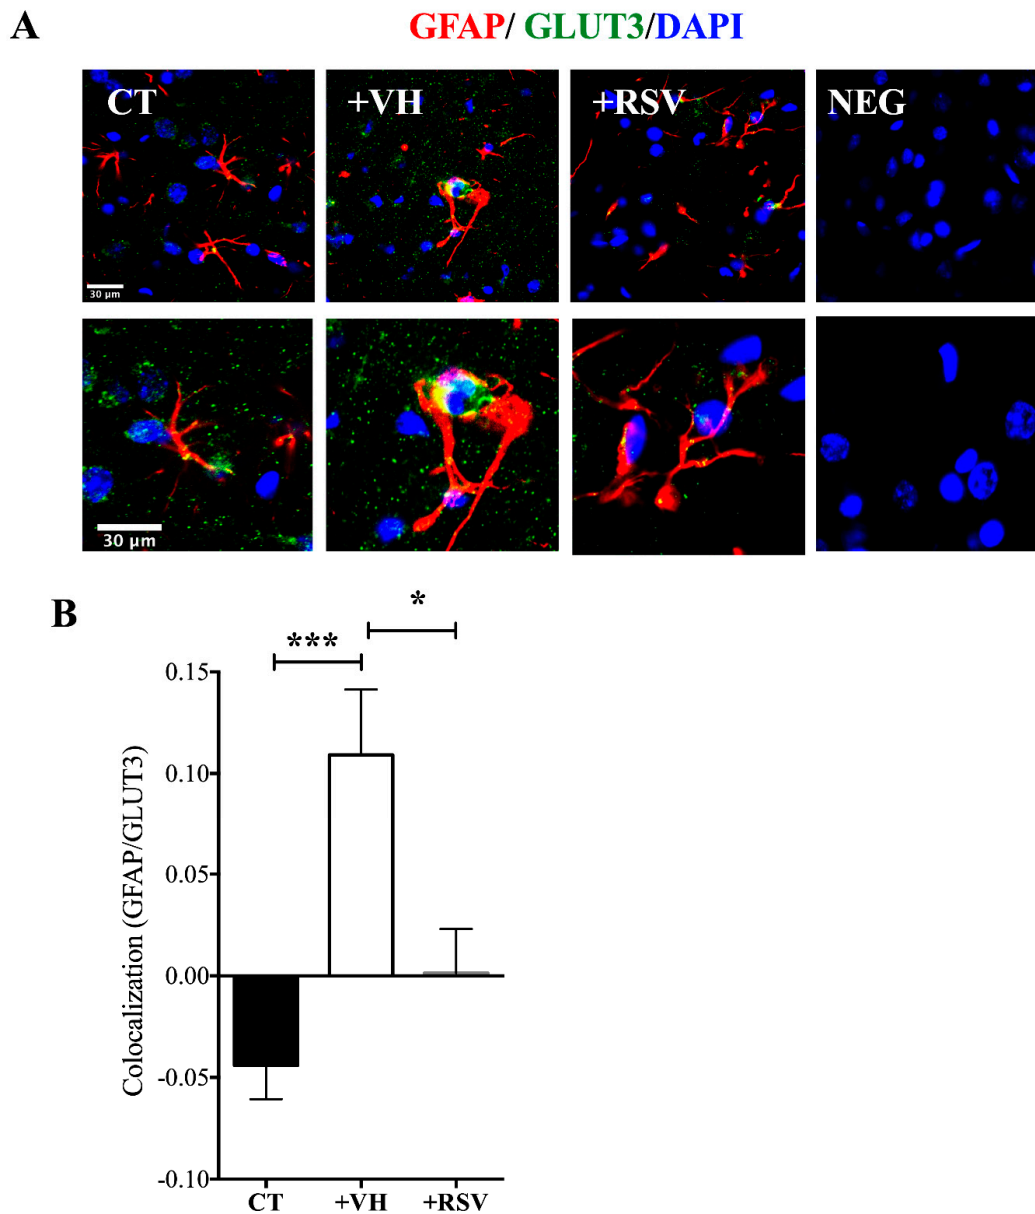 A
GFAP/ GLUT3/DAPI
CT
+VH
+RSV
NEG
30 µm
30 µm
B
*
***
0.15
0.10
0.05
0.00
-0.05
-0.10
Colocalization (GFAP/GLUT3)
CT
+VH
+RSV